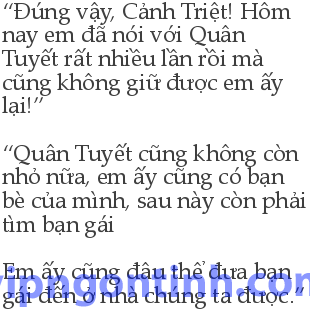 “Đúng vậy, Cảnh Triệt! Hôm
nay em đã nói với Quân
Tuyết rất nhiều lần rồi mà
cũng không giữ được em ấy
lại!”
“Quân Tuyết cũng không còn
nhỏ nữa, em ấy cũng có bạn
bè của mình, sau này còn phải
tìm bạn gái
Em ấy cũng đâu thể đưa bạn
gái đến ở nhà chúng ta được.”